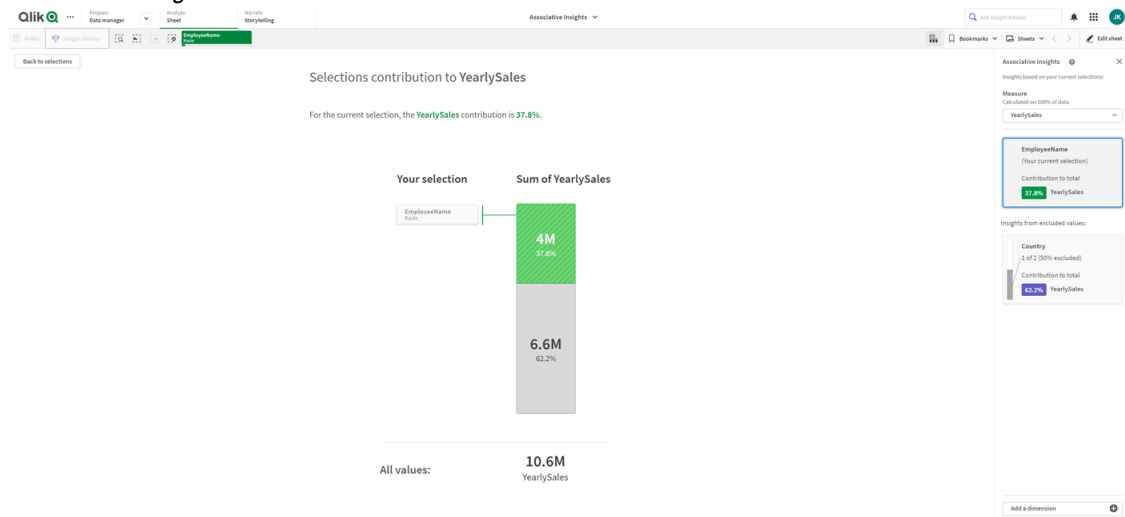 Qlik
Prepare
Data manager
Analyze
Sheet
Narrate
Storytelling
Associative Insights
Ask Insight Advisor
JK
Notes
Insight Advisor
EmployeeName
Kasie
Bookmarks
Sheets
Edit sheet
Back to selections
Selections contribution to YearlySales
For the current selection, the YearlySales contribution is 37.8%.
Your selection
Sum of YearlySales
EmployeeName
Kasie
4M
37.8%
6.6M
62.2%
All values:
10.6M
YearlySales
Associative insights
Insights based on your current selections:
Measure
Calculated on 100% of data
YearlySales
EmployeeName
(Your current selection)
Contribution to total
37.8% YearlySales
Insights from excluded values:
Country
1 of 2 (50% excluded)
Contribution to total
62.2% YearlySales
Add a dimension